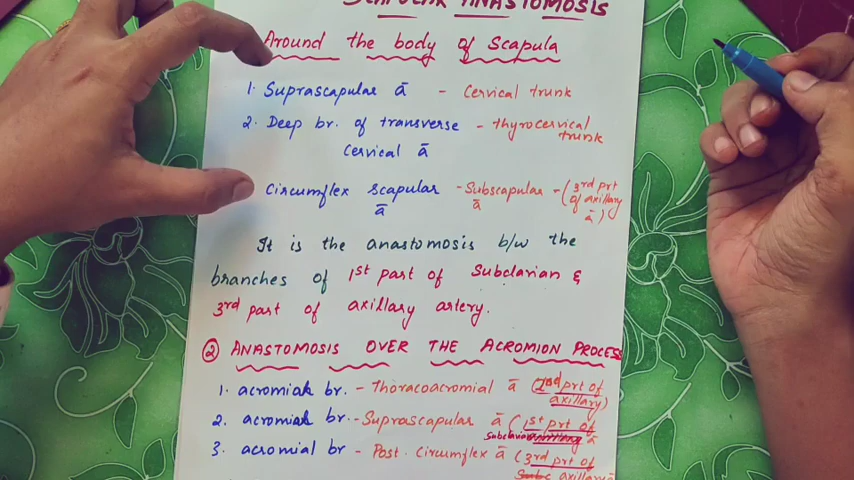 SCAPULAR ANASTOMOSIS
Around the body of Scapula
1. Suprascapular ā - Cervical trunk
2. Deep br. of transverse - thyrocervical trunk
Cervical ā
Circumflex scapular ā - Subscapular ā - (3rd prt of axillary ā)
It is the anastomosis b/w the
branches of 1st part of Subclavian &
3rd part of axillary artery.
② ANASTOMOSIS OVER THE ACROMION PROCESS
1. acromial br. - Thoracoacromial ā (2nd prt of axillary)
2. acromial br. - Suprascapular ā (1st prt of Subclavian ā
3. acromial br - Post. Circumflex ā (3rd prt of axillary ā